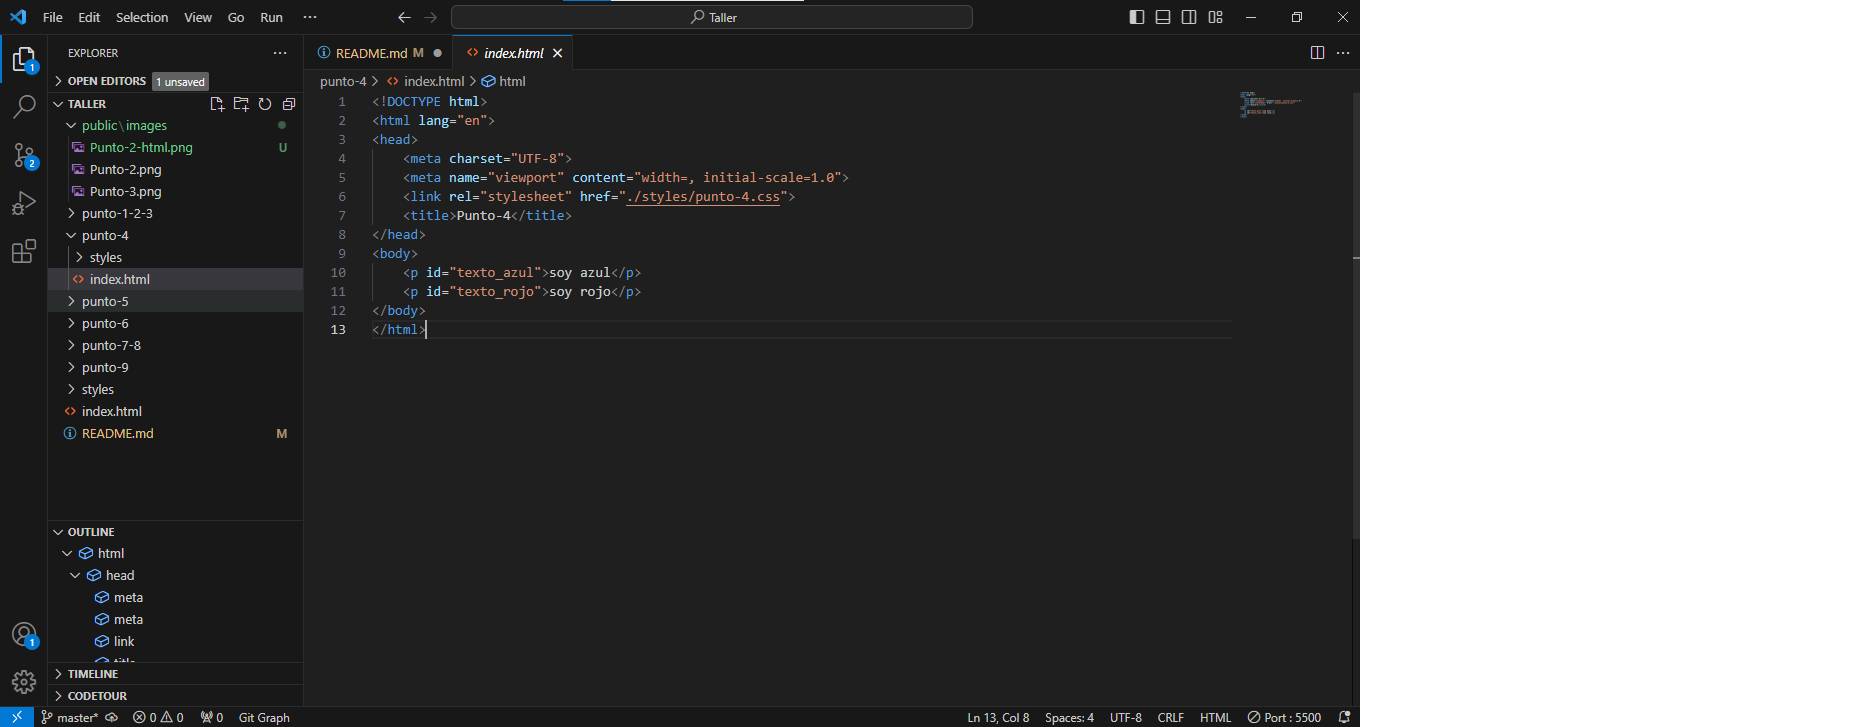 File Edit Selection View Go Run ···
Taller
EXPLORER
OPEN EDITORS 1 unsaved
TALLER
public\images
Punto-2-html.png U
Punto-2.png
Punto-3.png
punto-1-2-3
punto-4
styles
index.html
punto-5
punto-6
punto-7-8
punto-9
styles
index.html
README.md M
OUTLINE
html
head
meta
meta
link
title
TIMELINE
CODETOUR
1
2
1
README.md M
index.html
punto-4 > index.html > html
1 <!DOCTYPE html>
2 <html lang="en">
3 <head>
4 <meta charset="UTF-8">
5 <meta name="viewport" content="width=, initial-scale=1.0">
6 <link rel="stylesheet" href="./styles/punto-4.css">
7 <title>Punto-4</title>
8 </head>
9 <body>
10 <p id="texto_azul">soy azul</p>
11 <p id="texto_rojo">soy rojo</p>
12 </body>
13 </html>
master* 0 0 0 Git Graph Ln 13, Col 8 Spaces: 4 UTF-8 CRLF HTML Port : 5500